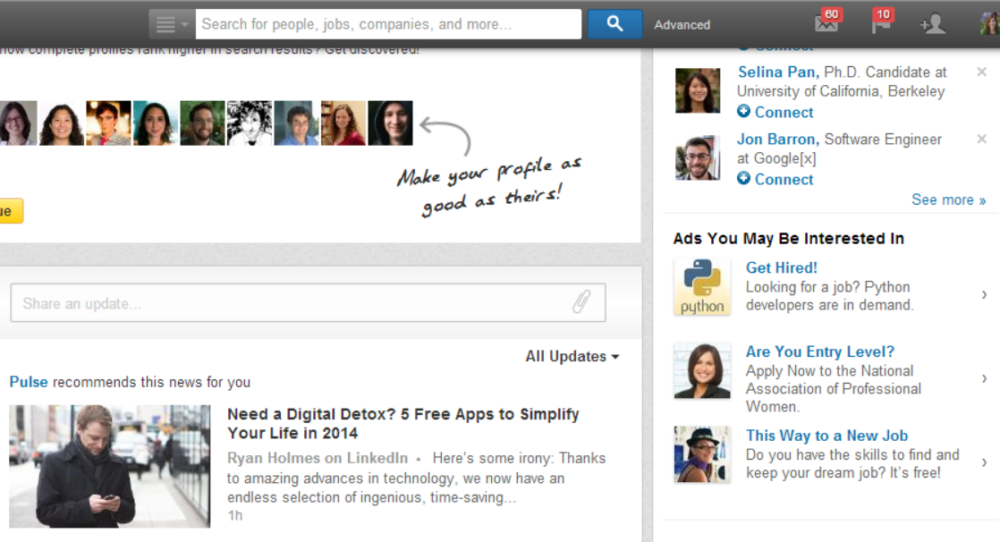 Search for people, jobs, companies, and more...
Advanced
60
10
complete profiles rank higher in search results? Get discovered!
Make your profile as
good as theirs!
Share an update...
All Updates
Pulse recommends this news for you
Need a Digital Detox? 5 Free Apps to Simplify
Your Life in 2014
Ryan Holmes on LinkedIn • Here's some irony: Thanks
to amazing advances in technology, we now have an
endless selection of ingenious, time-saving...
1h
Connect
Selina Pan, Ph.D. Candidate at
University of California, Berkeley
Connect
Jon Barron, Software Engineer
at Google[x]
Connect
See more »
Ads You May Be Interested In
python
Get Hired!
Looking for a job? Python
developers are in demand.
Are You Entry Level?
Apply Now to the National
Association of Professional
Women.
This Way to a New Job
Do you have the skills to find and
keep your dream job? It's free!